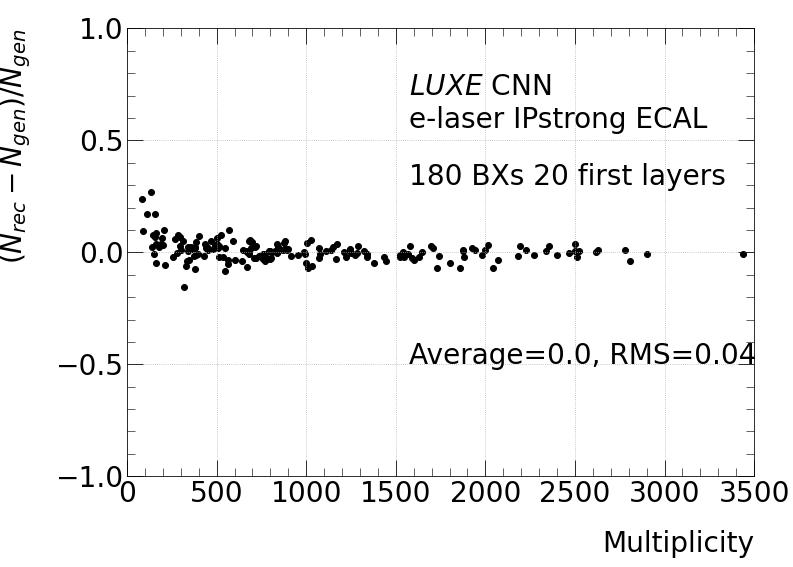 (N_rec − N_gen)/N_gen
1.0
0.5
0.0
−0.5
−1.0
LUXE CNN
e-laser IPstrong ECAL
180 BXs 20 first layers
Average=0.0, RMS=0.04
0 500 1000 1500 2000 2500 3000 3500
Multiplicity